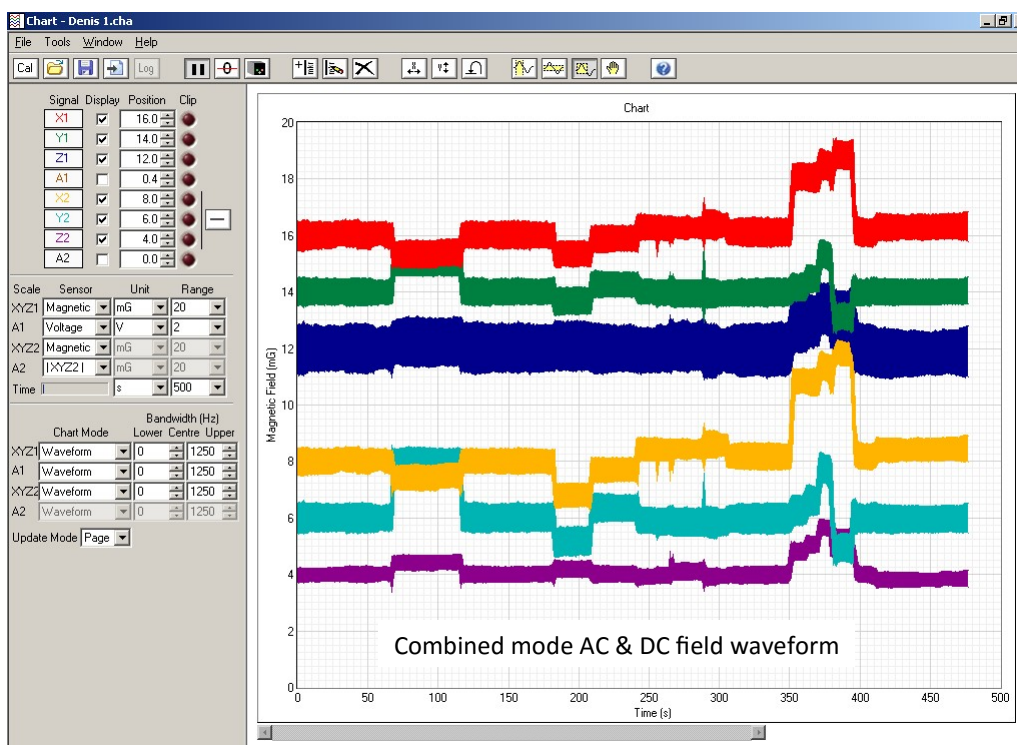 Chart - Denis 1.cha
File Tools Window Help
Cal Log
Signal Display Position Clip
X1 16.0
Y1 14.0
Z1 12.0
A1 0.4
X2 8.0
Y2 6.0
Z2 4.0
A2 0.0
Scale Sensor Unit Range
XYZ1 Magnetic mG 20
A1 Voltage V 2
XYZ2 Magnetic mG 20
A2 |XYZ2| mG 20
Time s 500
Bandwidth (Hz)
Chart Mode Lower Centre Upper
XYZ1 Waveform 0 1250
A1 Waveform 0 1250
XYZ2 Waveform 0 1250
A2 Waveform 0 1250
Update Mode Page
Chart
20
18
16
14
12
10
8
6
4
2
0
Magnetic Field (mG)
Combined mode AC & DC field waveform
0 50 100 150 200 250 300 350 400 450 500
Time (s)